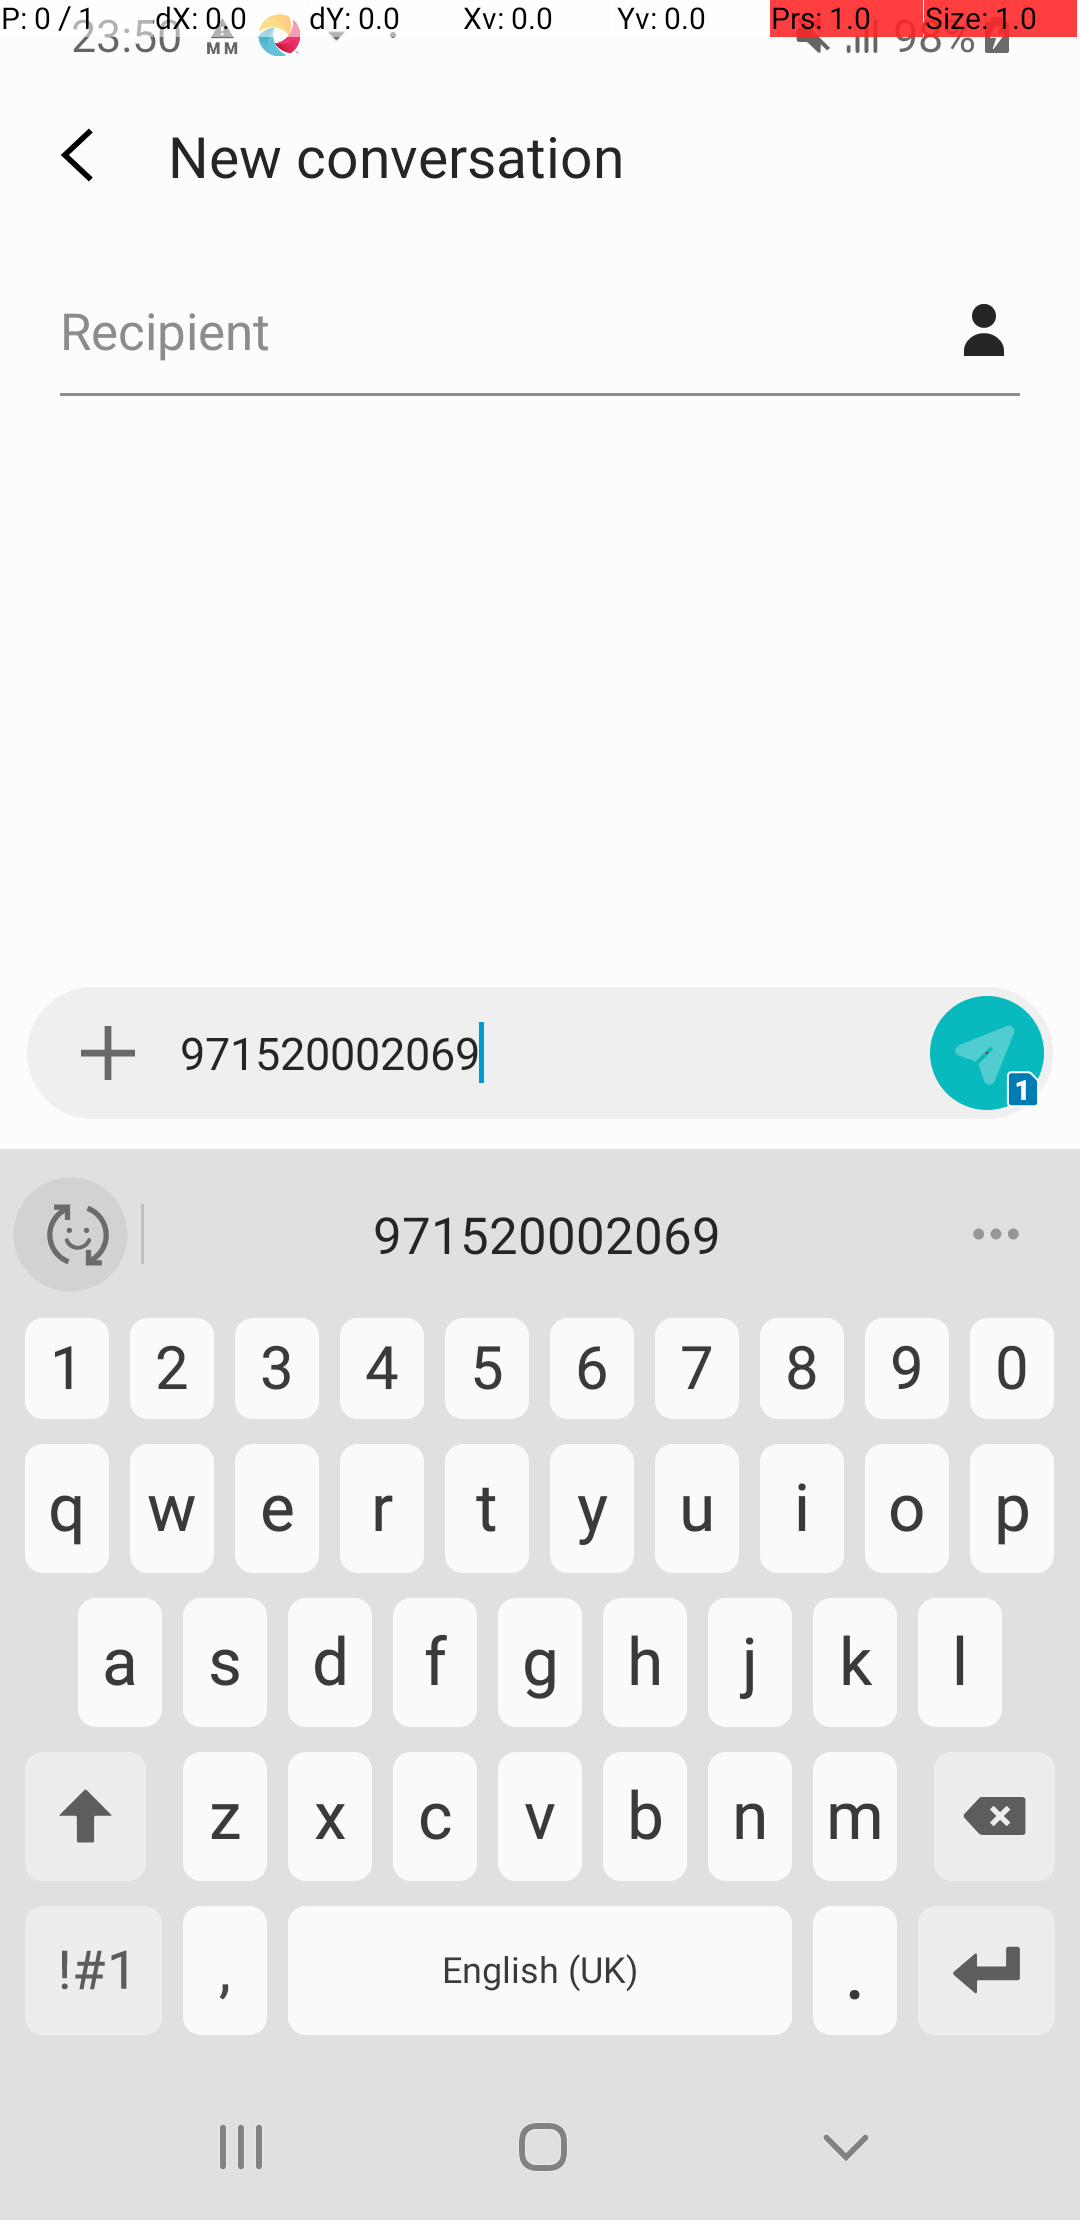 P: 0 / 1 dX: 0.0 dY: 0.0 Xv: 0.0 Yv: 0.0 Prs: 1.0 Size: 1.0
23:50 MM 98%
New conversation
Recipient
971520002069
1
971520002069
1 2 3 4 5 6 7 8 9 0
q w e r t y u i o p
a s d f g h j k l
z x c v b n m
!#1 , English (UK) .